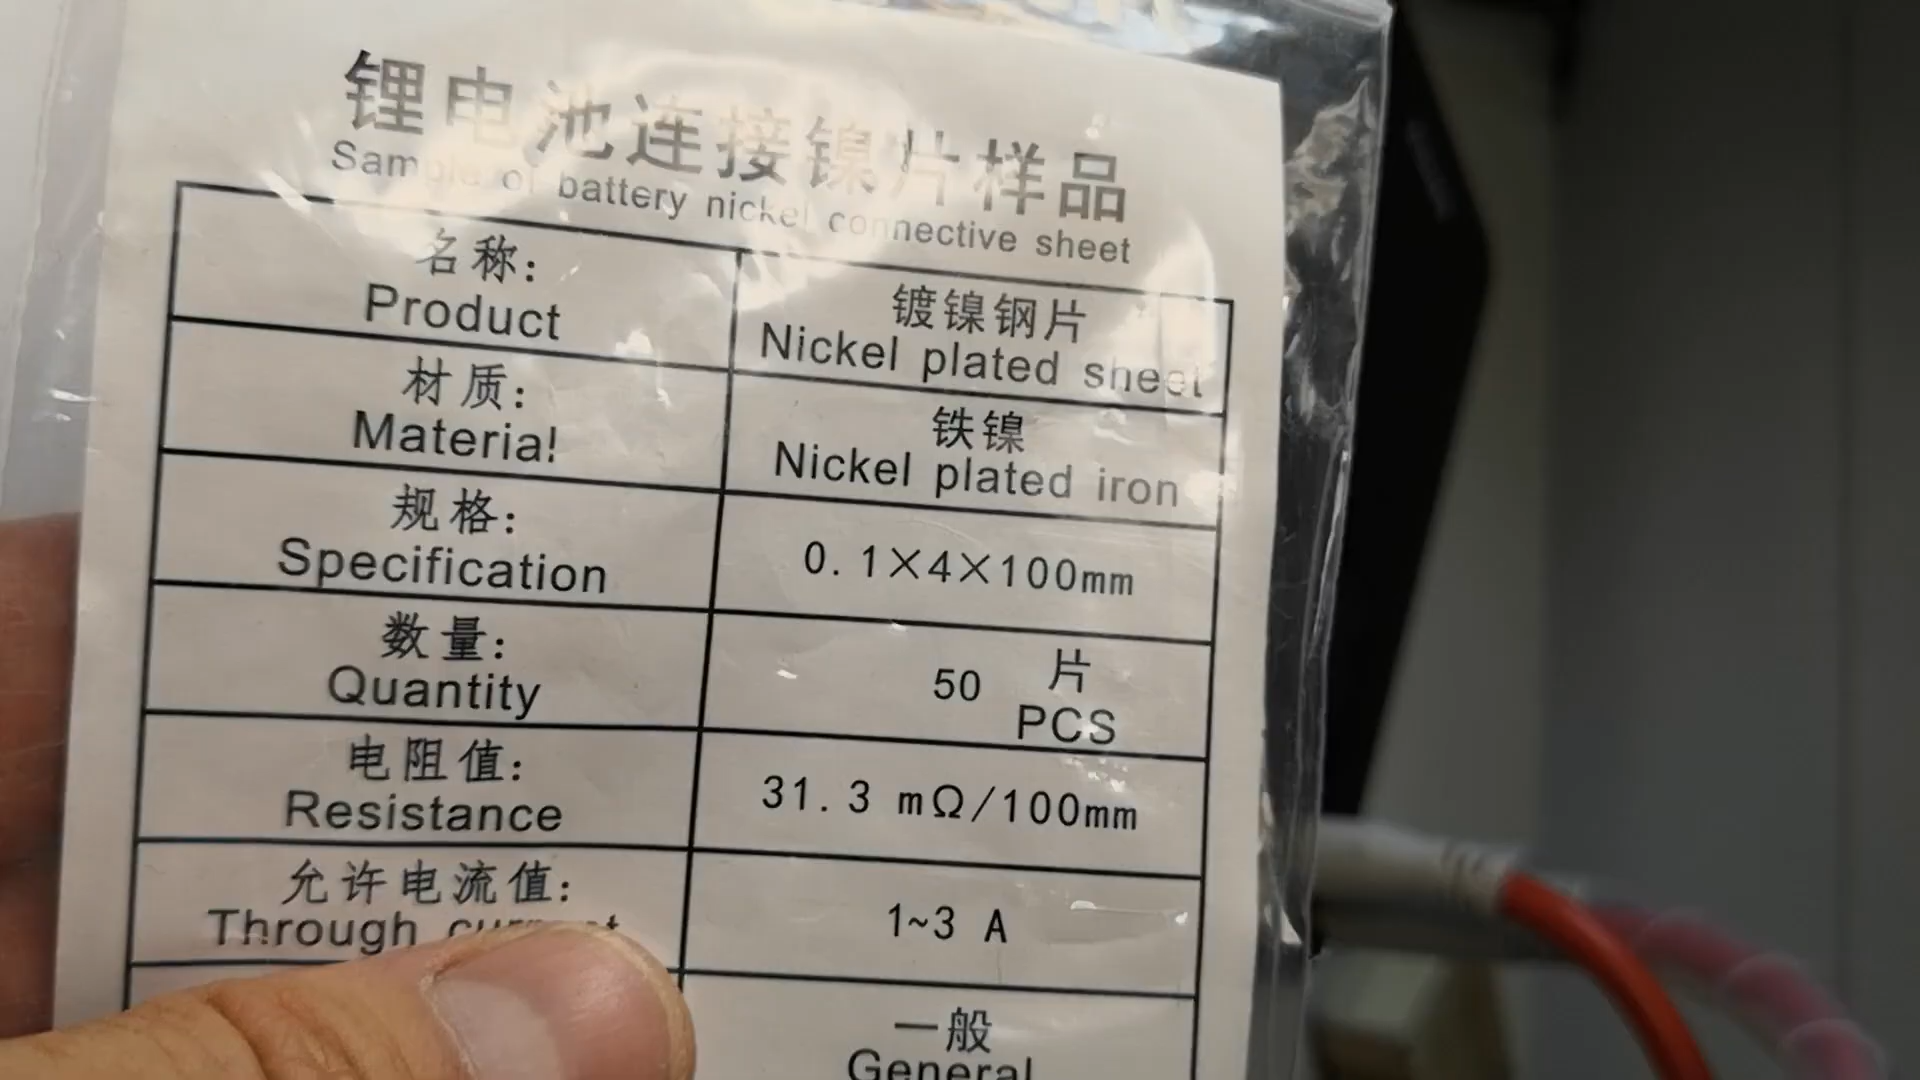 锂电池连接镍片样品
Sample of battery nickel connective sheet
名称:
Product
镀镍钢片
Nickel plated sheet
材质:
Material
铁镍
Nickel plated iron
规格:
Specification
0.1×4×100mm
数量:
Quantity
50 片
PCS
电阻值:
Resistance
31.3 mΩ/100mm
允许电流值:
Through current
1~3 A
一般
General